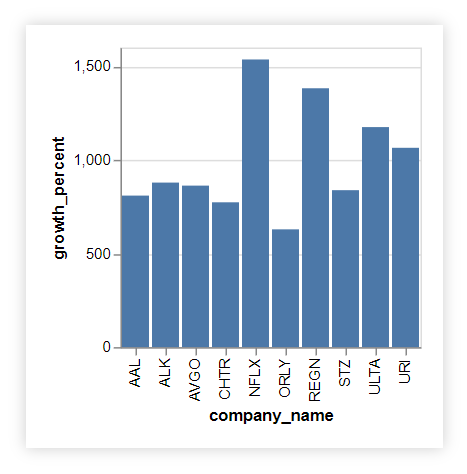 growth_percent
1,500
1,000
500
0
AAL
ALK
AVGO
CHTR
NFLX
ORLY
REGN
STZ
ULTA
URI
company_name